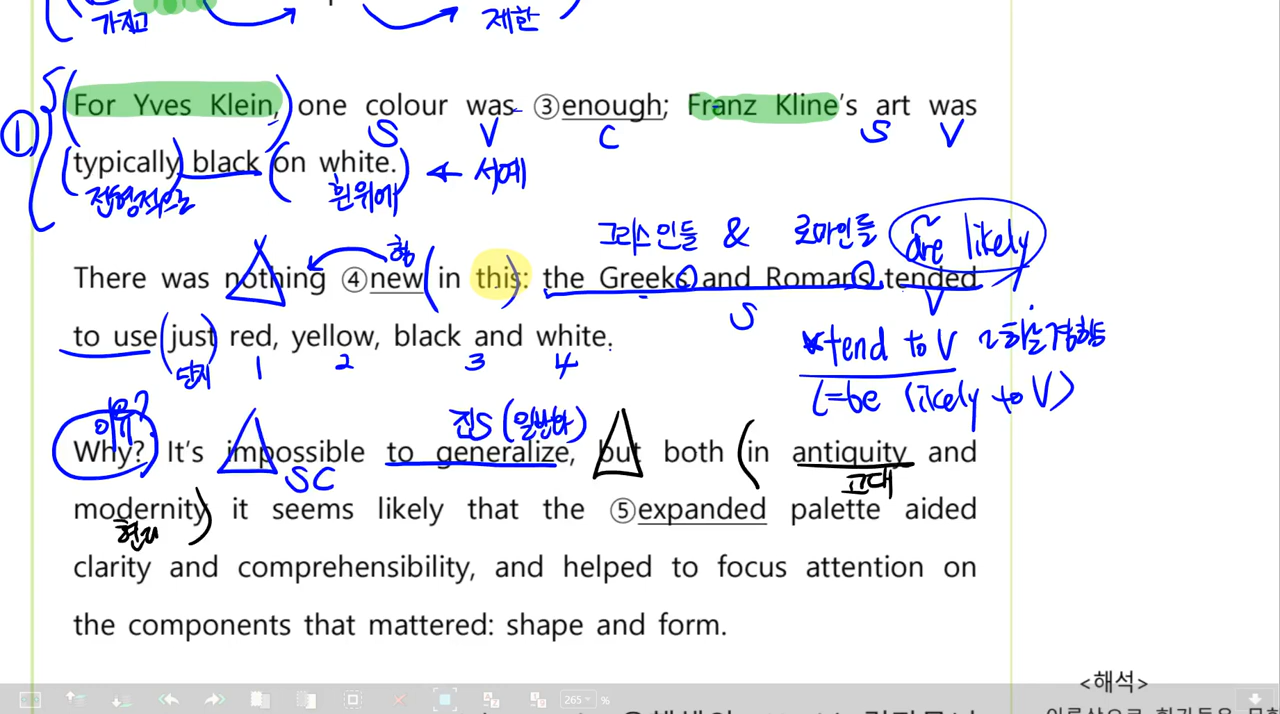 가지고 제한
① For Yves Klein, one colour was ③enough; Franz Kline's art was
S V C S V
typically black on white. ← 서예
전형적으로 흰위에
그리스인들 & 로마인들 are likely
형
There was nothing ④new in this: the Greeks and Romans tended
S V
to use just red, yellow, black and white.
단지 1 2 3 4
*tend to V ~하는경향
(=be likely to V)
이유? 진S (일반화)
Why? It's impossible to generalize, but both in antiquity and
SC 고대
modernity it seems likely that the ⑤expanded palette aided
현대
clarity and comprehensibility, and helped to focus attention on
the components that mattered: shape and form.
265 %
<해석>